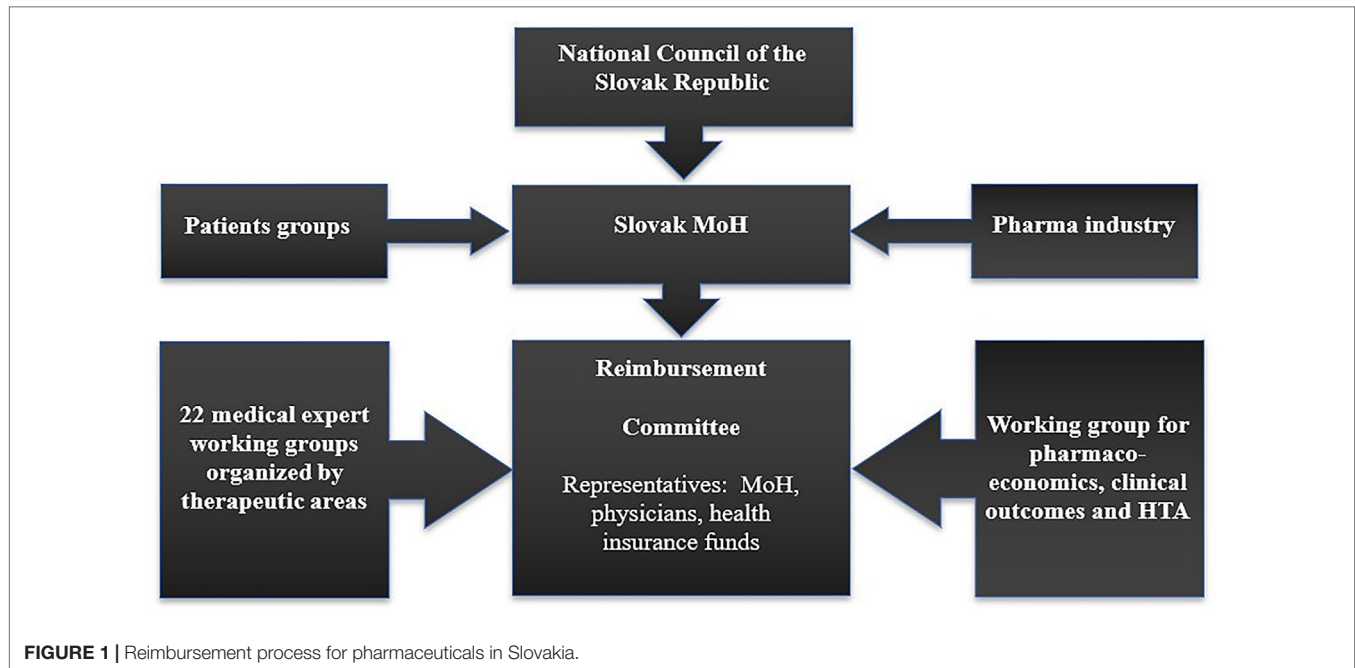 National Council of the
Slovak Republic
Patients groups
Slovak MoH
Pharma industry
22 medical expert
working groups
organized by
therapeutic areas
Reimbursement
Committee
Representatives: MoH,
physicians, health
insurance funds
Working group for
pharmaco-
economics, clinical
outcomes and HTA
FIGURE 1 | Reimbursement process for pharmaceuticals in Slovakia.